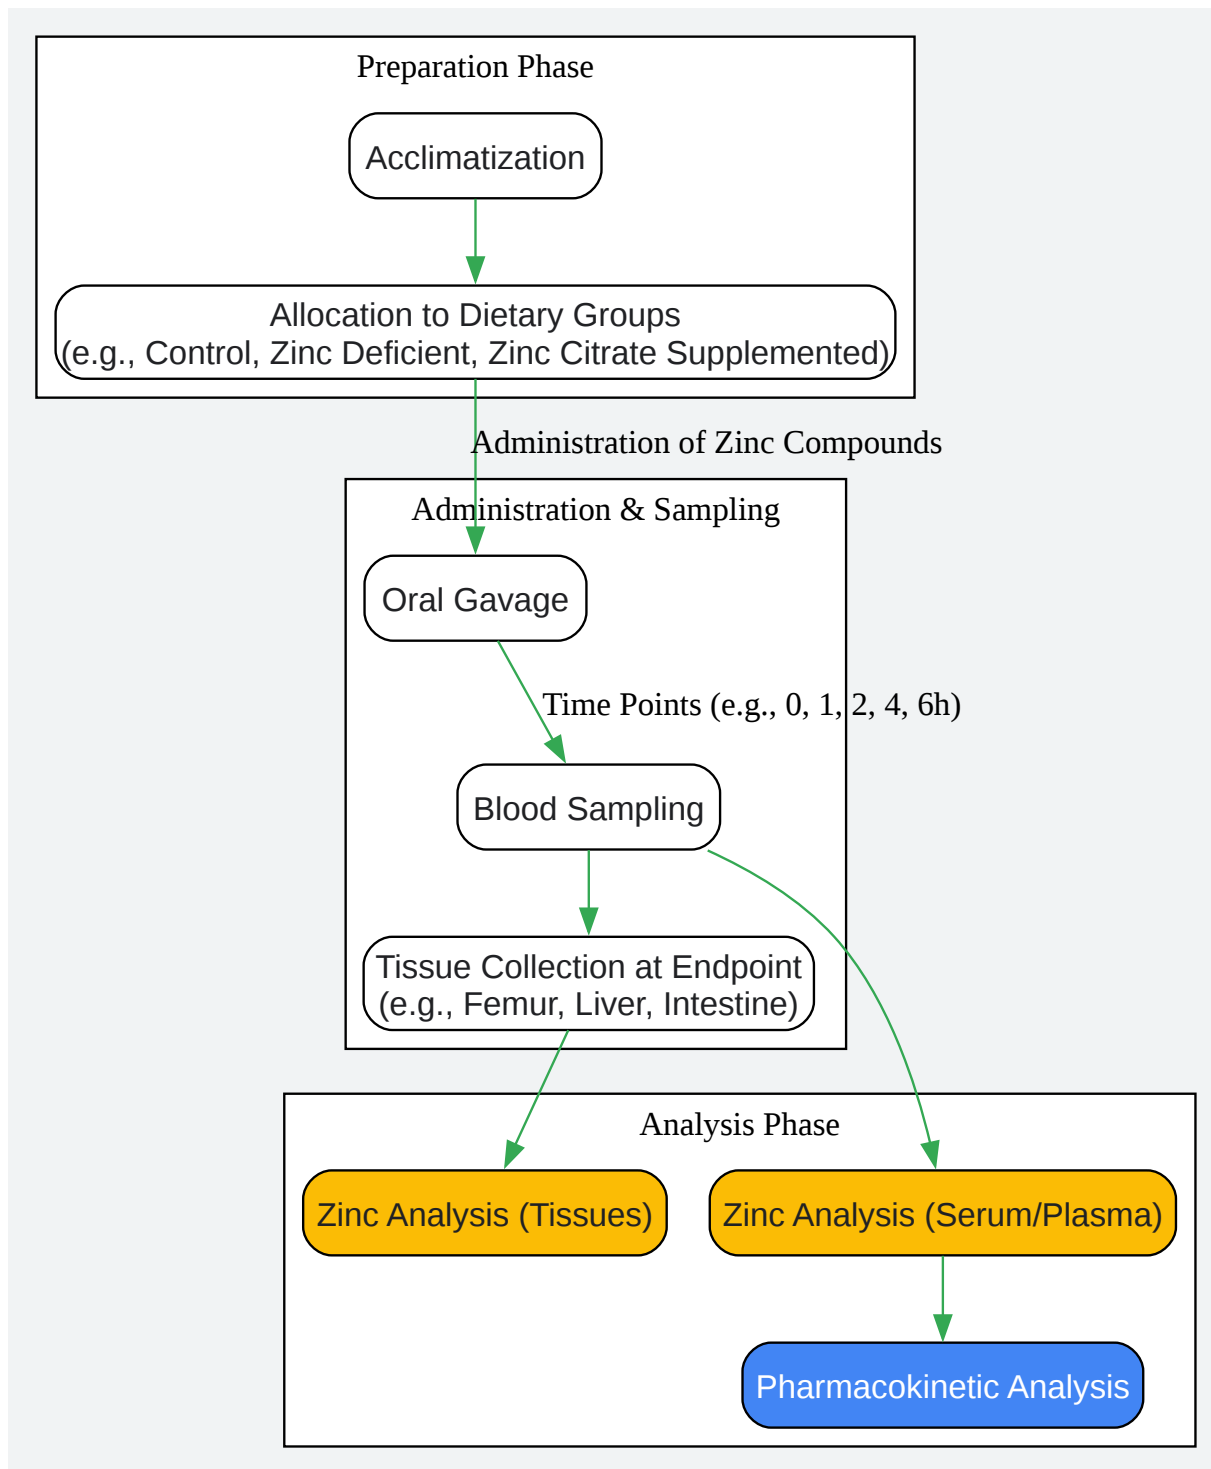 Preparation Phase
Acclimatization
Allocation to Dietary Groups
(e.g., Control, Zinc Deficient, Zinc Citrate Supplemented)
Administration of Zinc Compounds
Administration & Sampling
Oral Gavage
Time Points (e.g., 0, 1, 2, 4, 6h)
Blood Sampling
Tissue Collection at Endpoint
(e.g., Femur, Liver, Intestine)
Analysis Phase
Zinc Analysis (Tissues)
Zinc Analysis (Serum/Plasma)
Pharmacokinetic Analysis